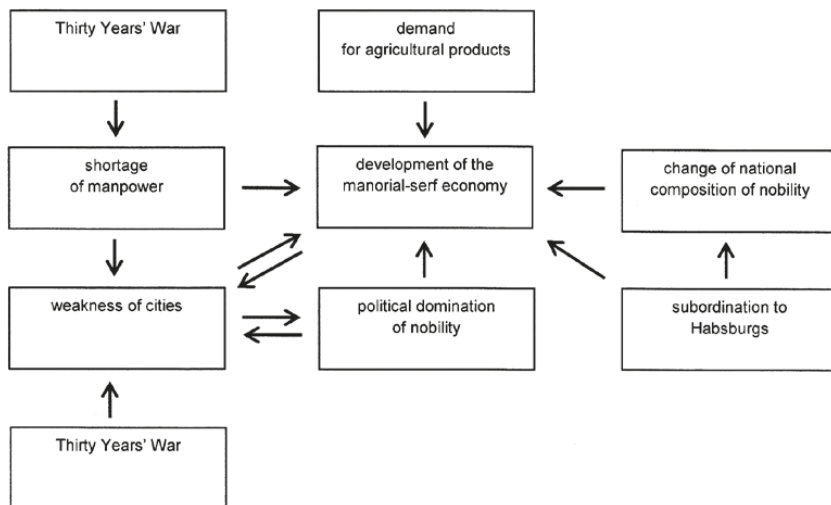 Thirty Years' War
demand
for agricultural products
shortage
of manpower
development of the
manorial-serf economy
change of national
composition of nobility
weakness of cities
political domination
of nobility
subordination to
Habsburgs
Thirty Years' War